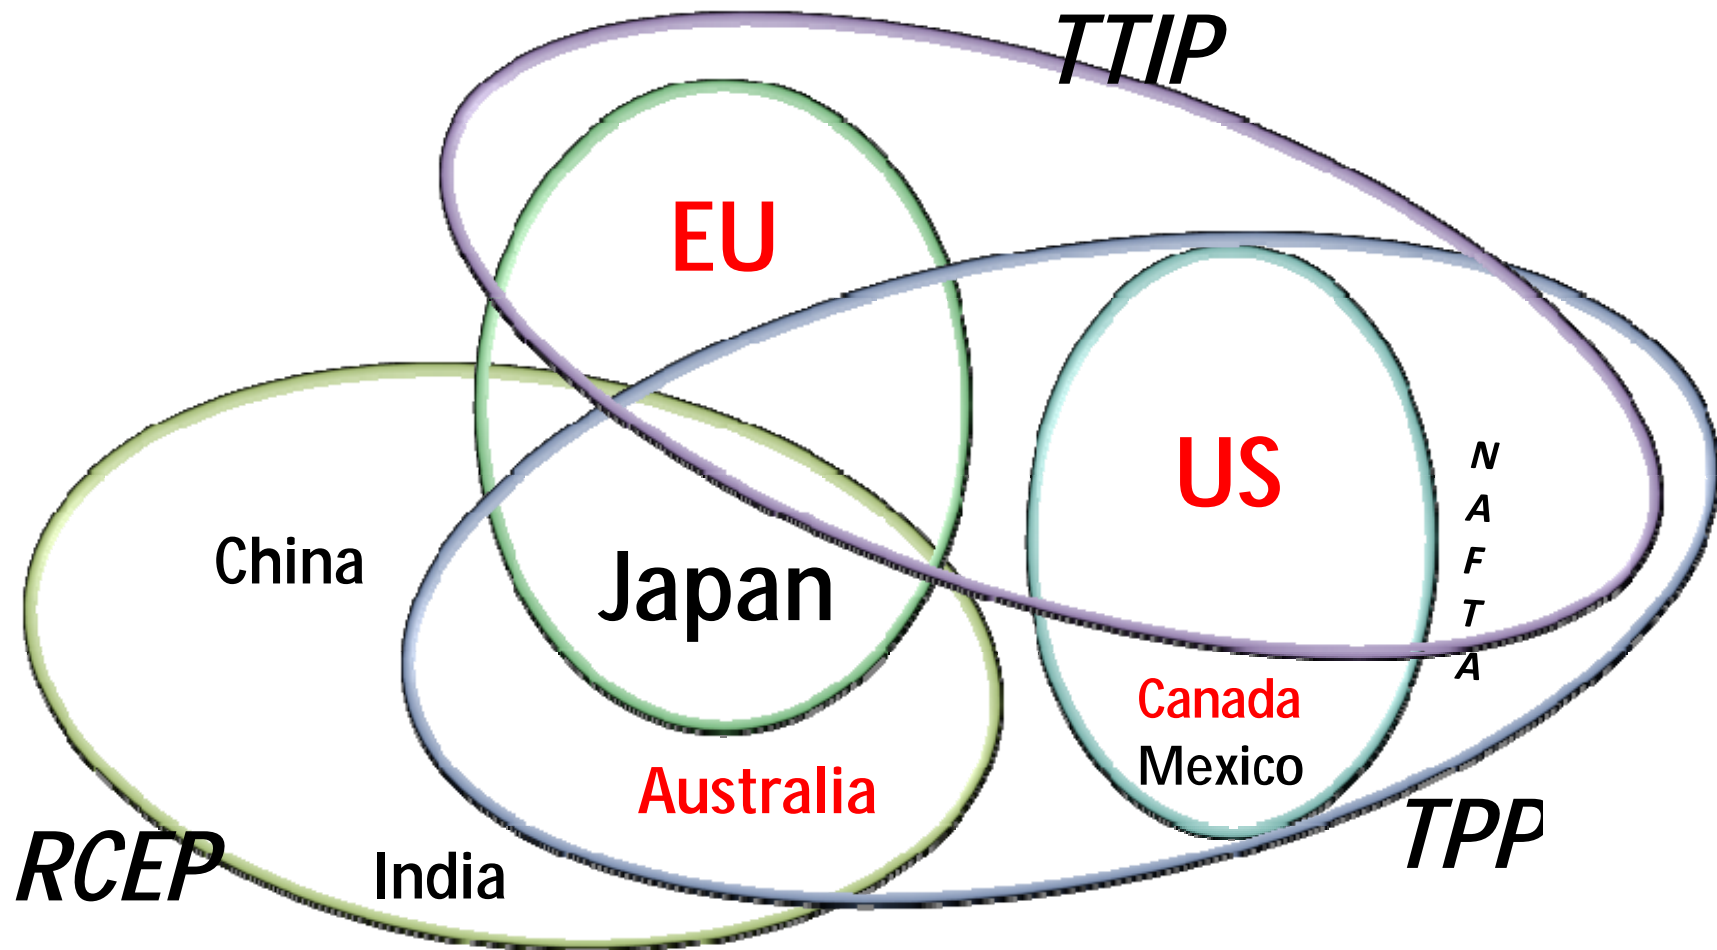 TTIP
EU
US
N
A
F
T
A
China
Japan
Canada
Mexico
Australia
TPP
RCEP
India